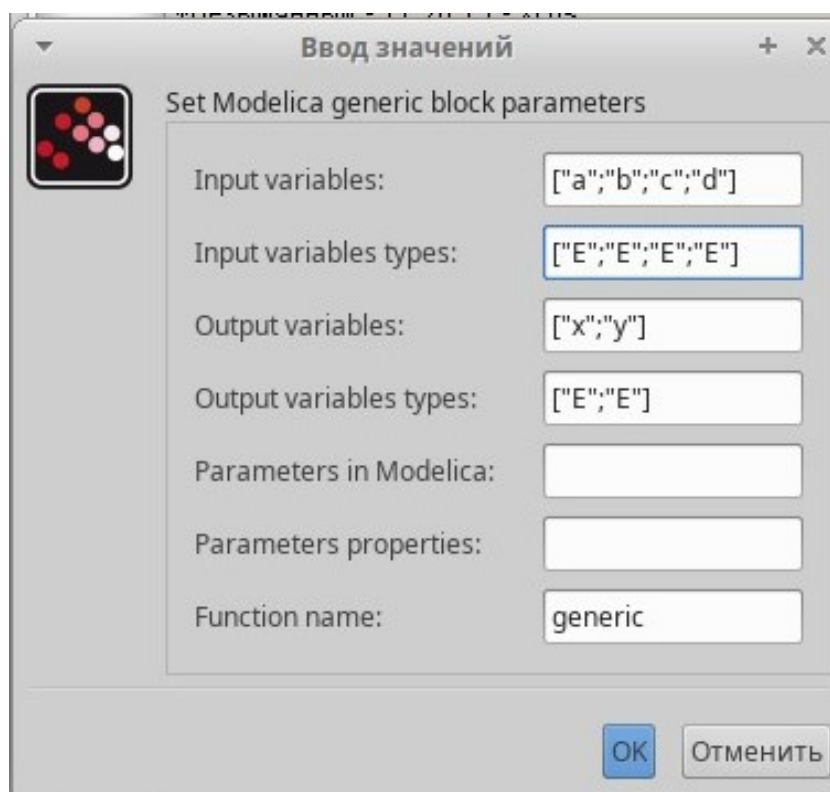 Ввод значений
Set Modelica generic block parameters
Input variables: ["a";"b";"c";"d"]
Input variables types: ["E";"E";"E";"E"]
Output variables: ["x";"y"]
Output variables types: ["E";"E"]
Parameters in Modelica:
Parameters properties:
Function name: generic
OK Отменить